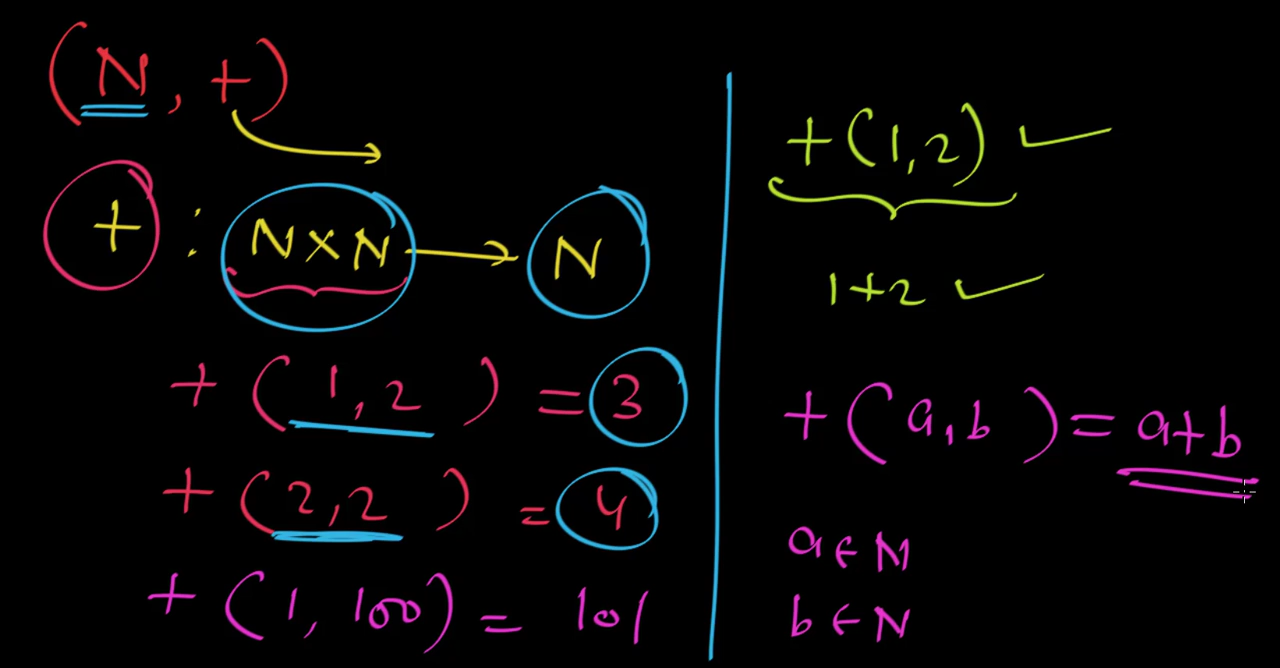 (N, +)
+ : N×N → N
+ (1,2) = 3
+ (2,2) = 4
+ (1, 100) = 101
+(1,2) ✓
1+2 ✓
+ (a,b) = a+b
a ∈ N
b ∈ N